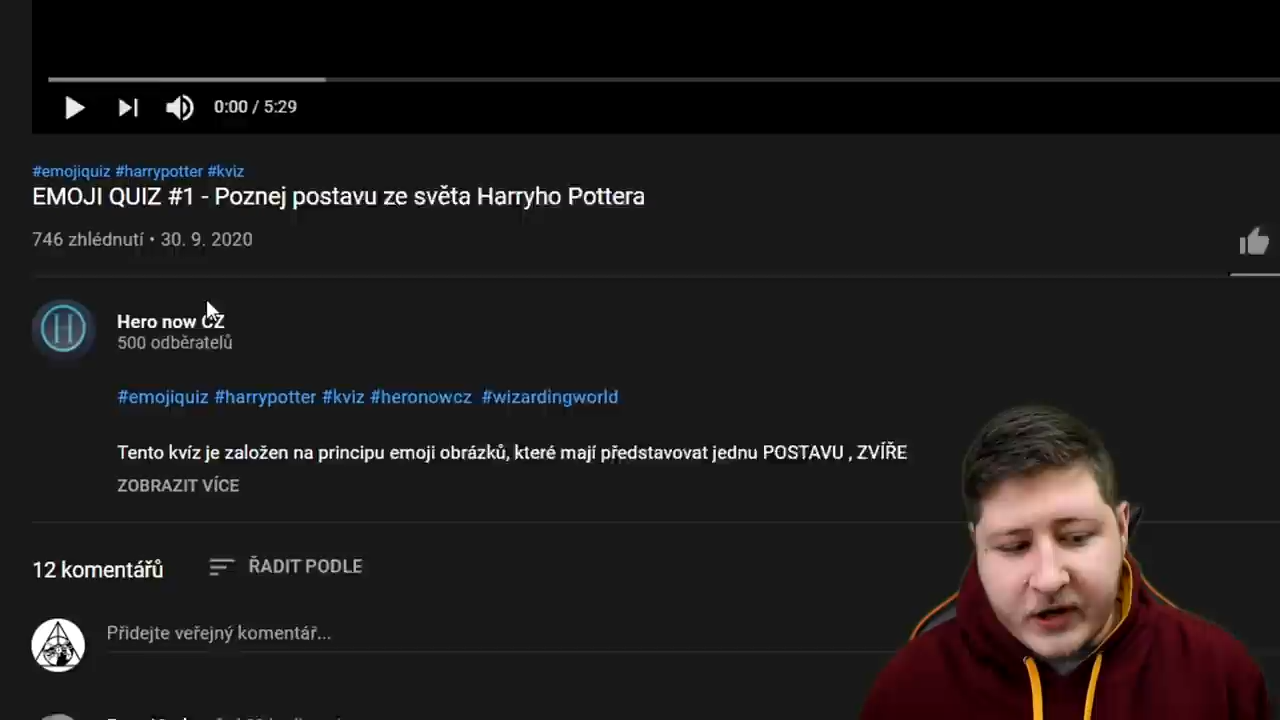 0:00 / 5:29
#emojiquiz #harrypotter #kviz
EMOJI QUIZ #1 - Poznej postavu ze světa Harryho Pottera
746 zhlédnutí • 30. 9. 2020
H
Hero now CZ
500 odběratelů
#emojiquiz #harrypotter #kviz #heronowcz #wizardingworld
Tento kvíz je založen na principu emoji obrázků, které mají představovat jednu POSTAVU , ZVÍŘE
ZOBRAZIT VÍCE
12 komentářů
ŘADIT PODLE
Přidejte veřejný komentář...